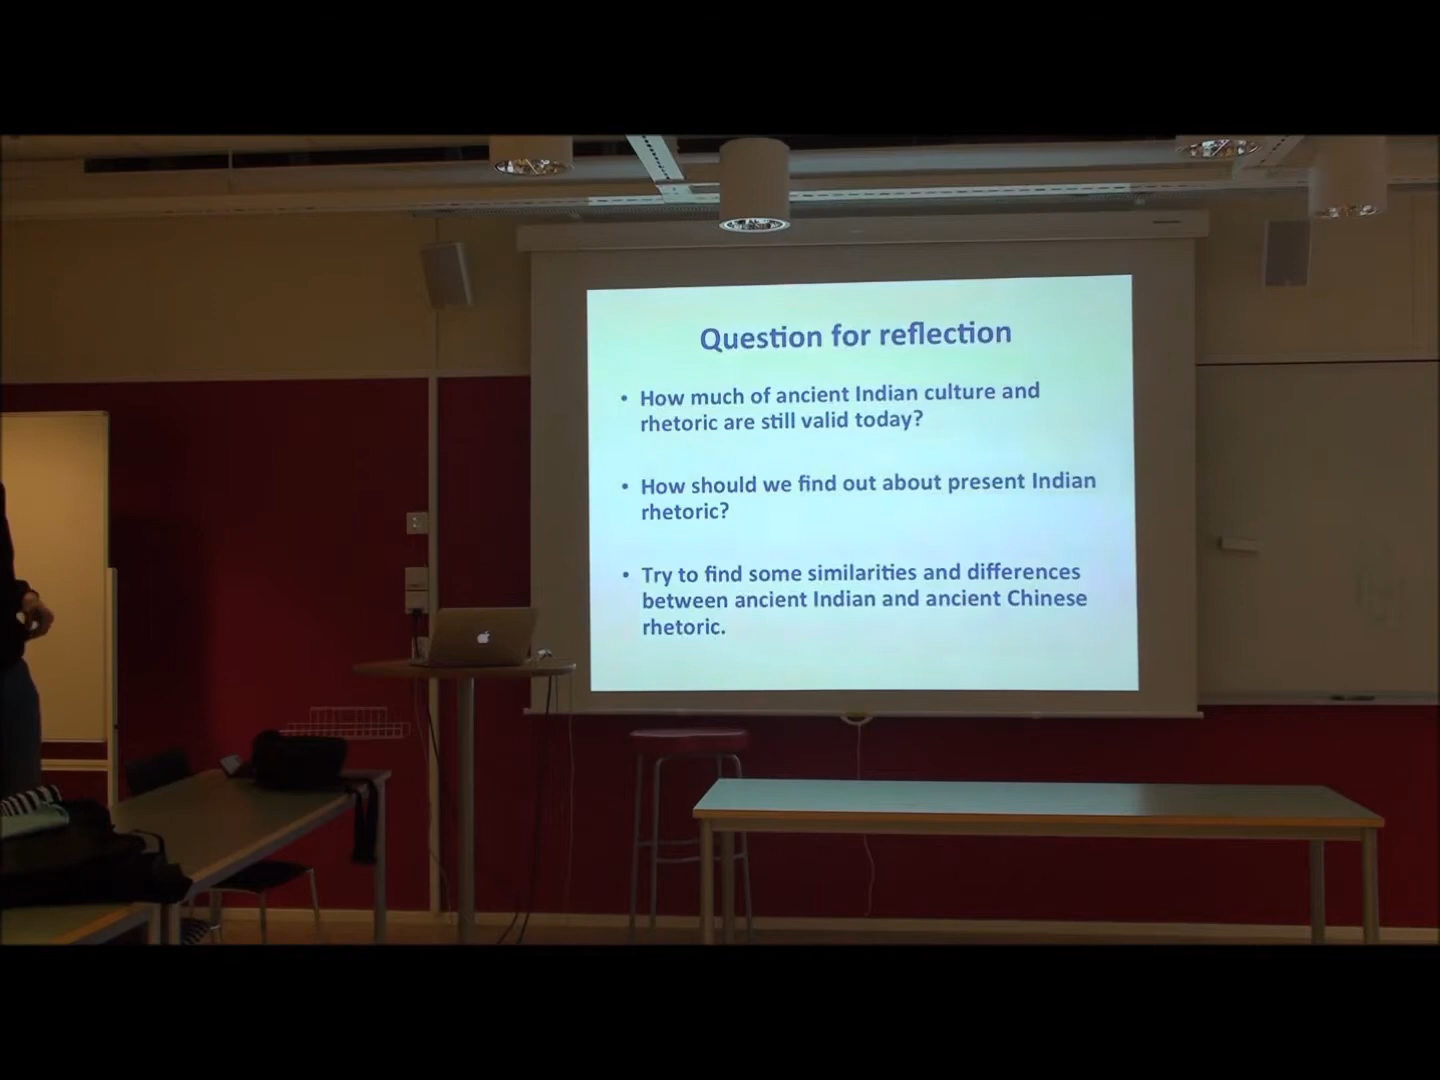 Question for reflection
• How much of ancient Indian culture and
rhetoric are still valid today?
• How should we find out about present Indian
rhetoric?
• Try to find some similarities and differences
between ancient Indian and ancient Chinese
rhetoric.